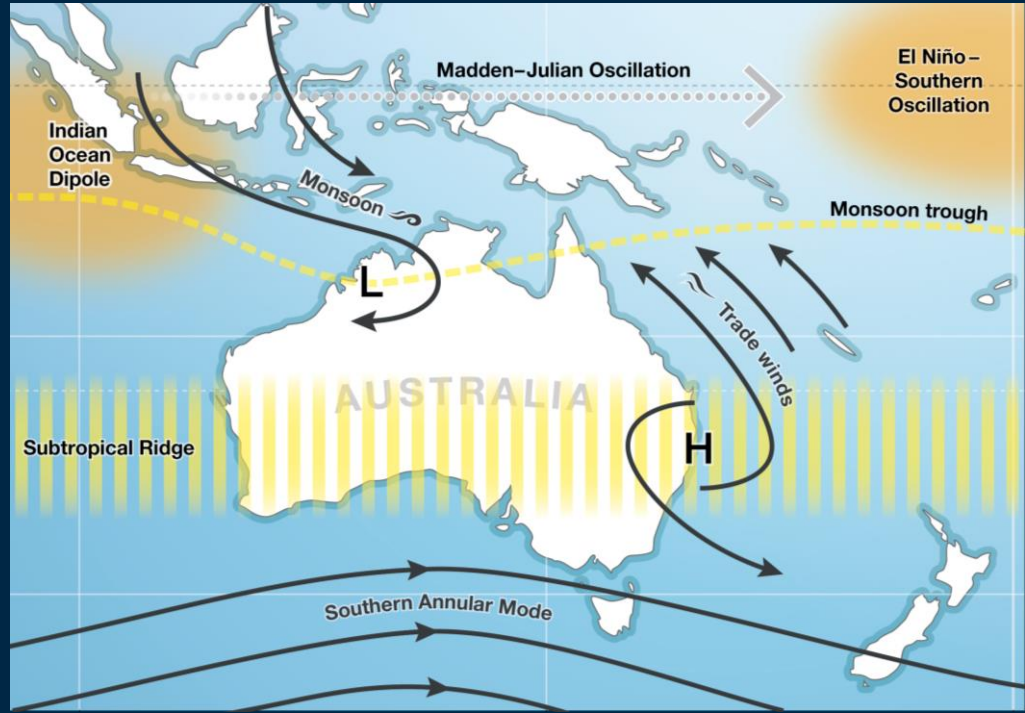 Madden–Julian Oscillation
El Niño–
Southern
Oscillation
Indian
Ocean
Dipole
Monsoon
Monsoon trough
L
Trade winds
AUSTRALIA
Subtropical Ridge
H
Southern Annular Mode